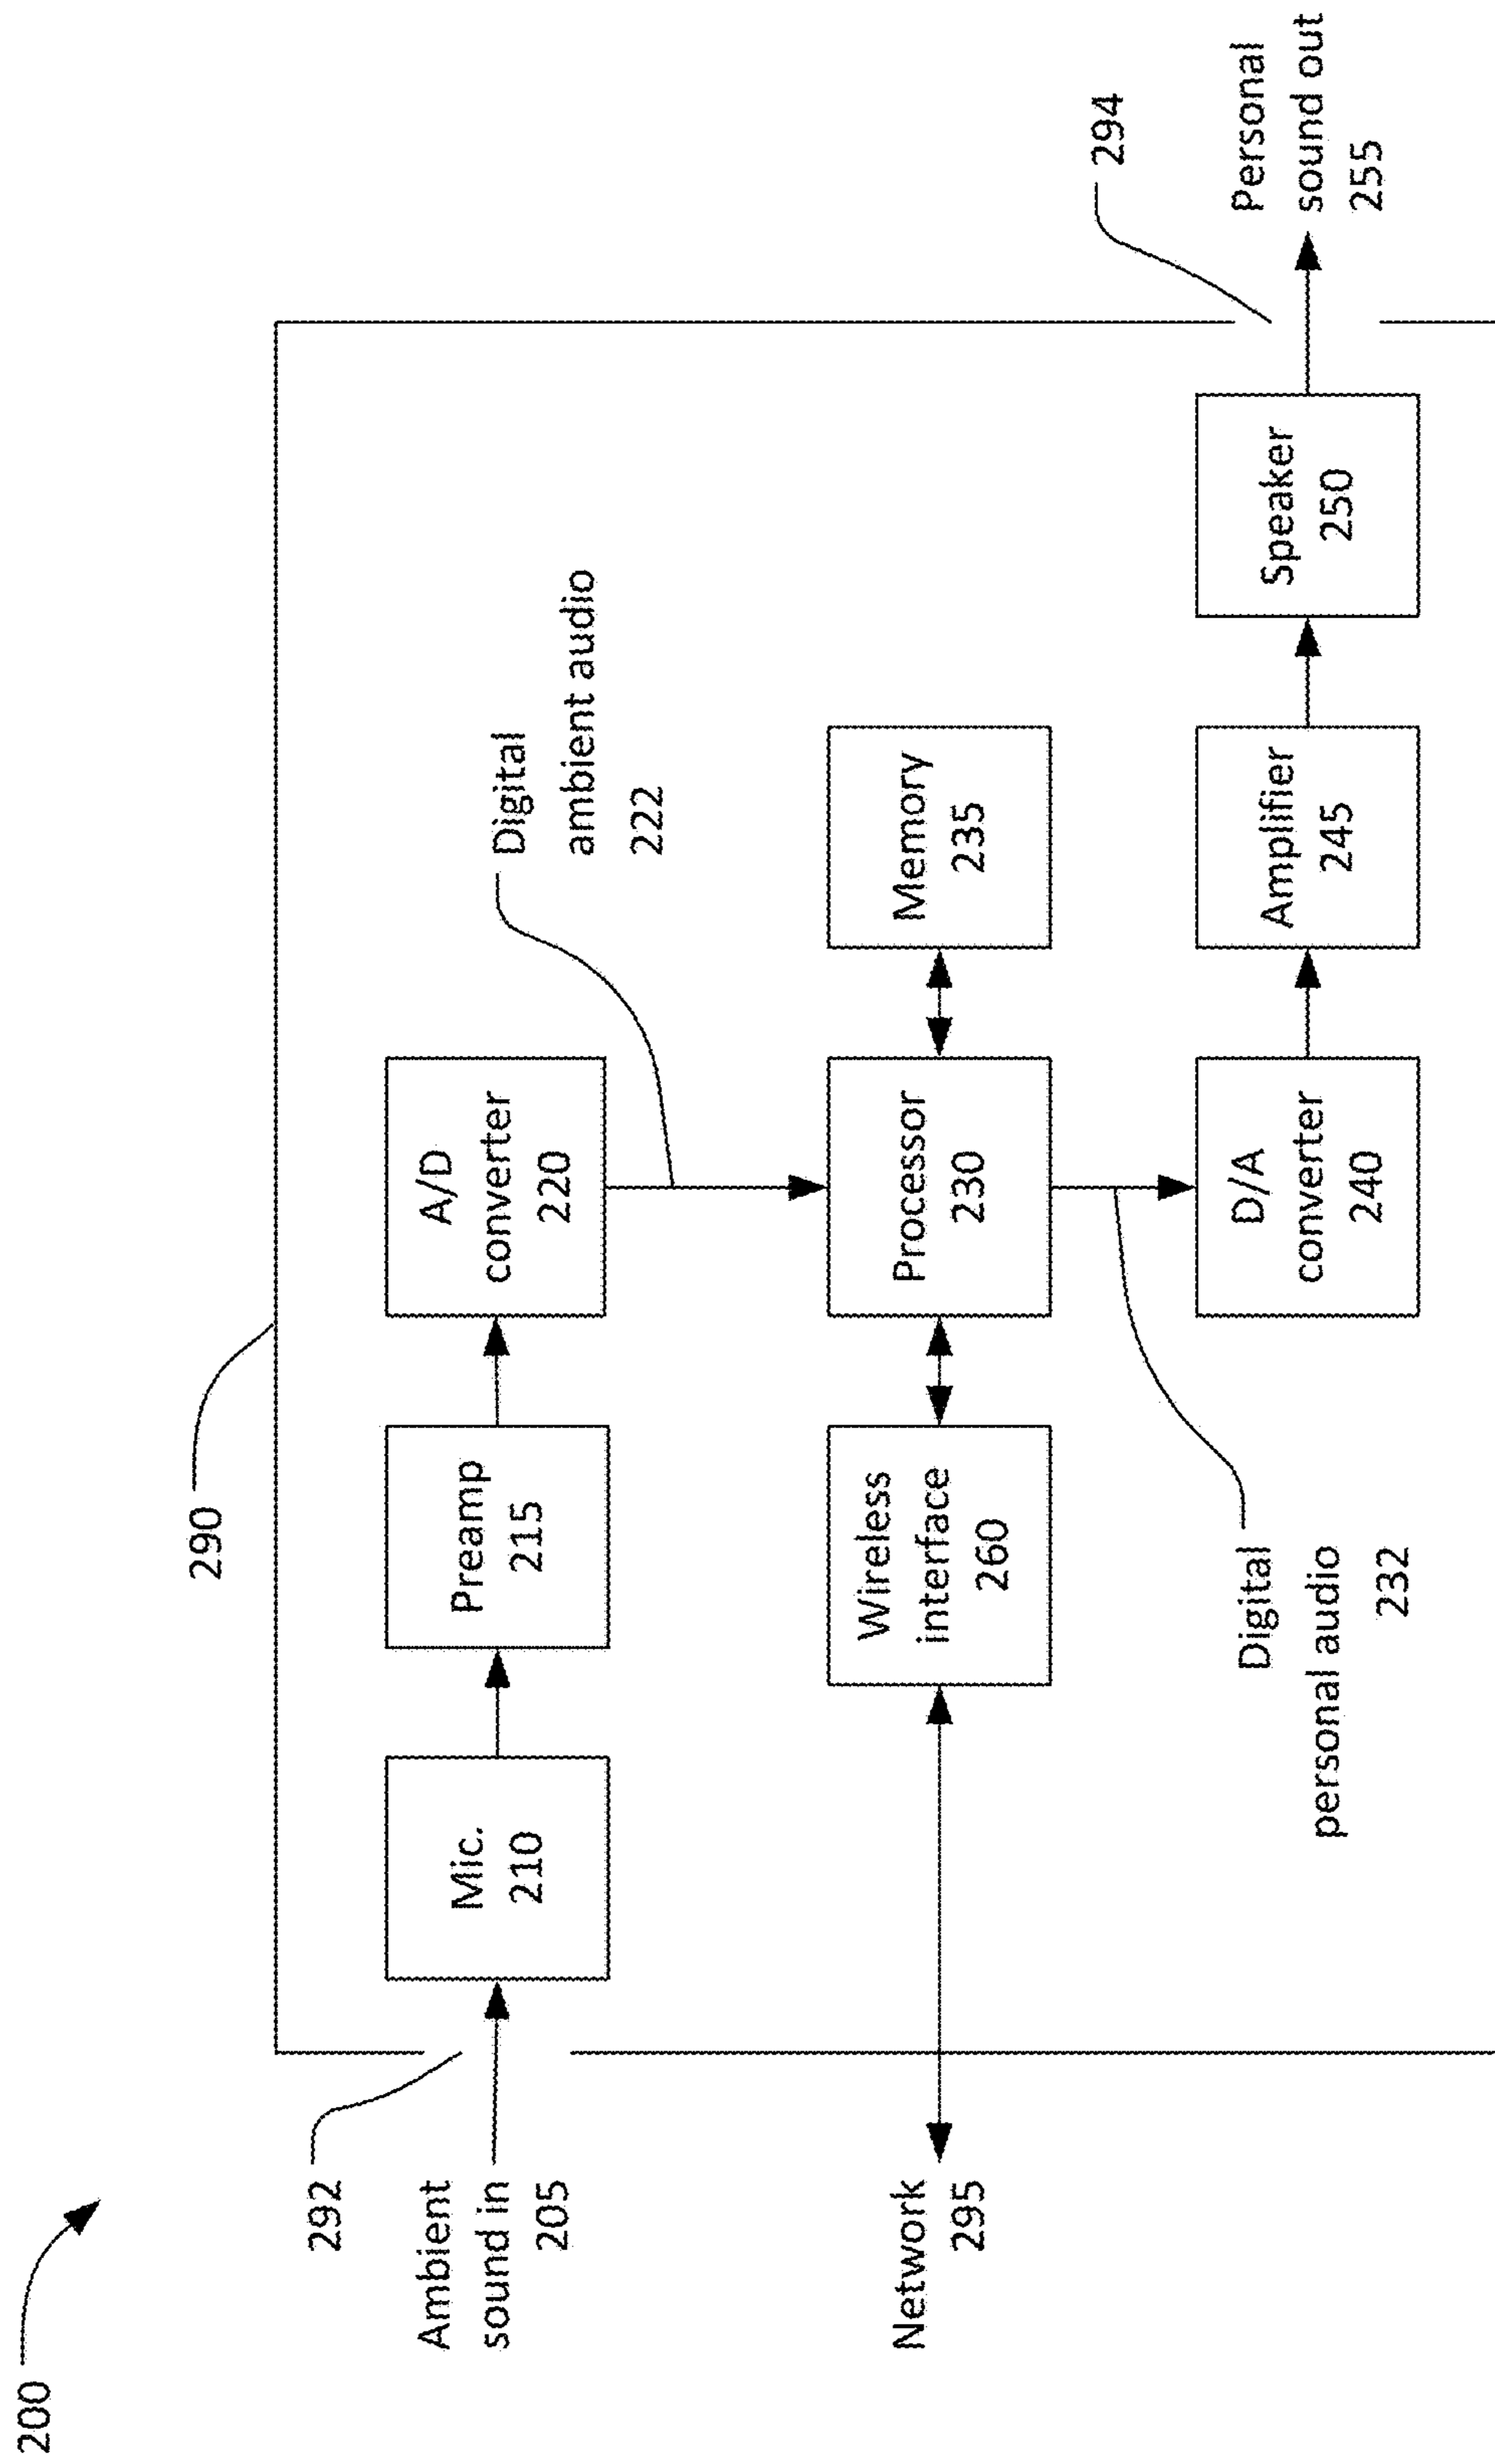 200
290
292
Ambient
sound in
205
Mic.
210
Preamp
215
A/D
converter
220
Digital
ambient audio
222
Network
295
Wireless
interface
260
Processor
230
Memory
235
Digital
personal audio
232
D/A
converter
240
Amplifier
245
Speaker
250
294
Personal
sound out
255